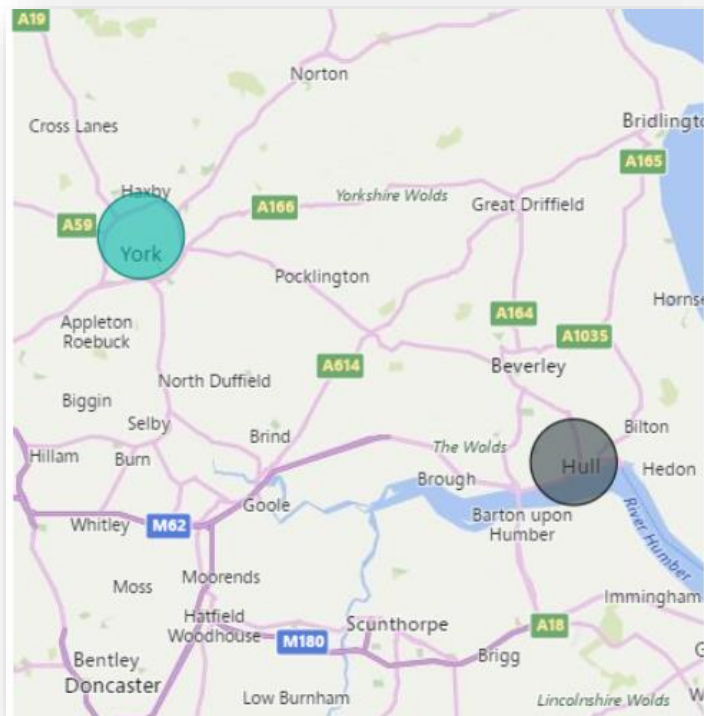 A19
Norton
Cross Lanes
Bridlingto
A165
Haxby
Yorkshire Wolds
A166
Great Driffield
A59
York
Pocklington
Hornse
A164
Appleton
Roebuck
A1035
A614
Beverley
North Duffield
Biggin
Selby
Bilton
Brind
The Wolds
Hillam
Burn
Hull
Hedon
Brough
Goole
River Humber
Whitley
M62
Barton upon
Humber
Moss
Moorends
Immingham
Hatfield
Woodhouse
Scunthorpe
A18
M180
Brigg
G
Bentley
Doncaster
Low Burnham
Lincolnshire Wolds
W